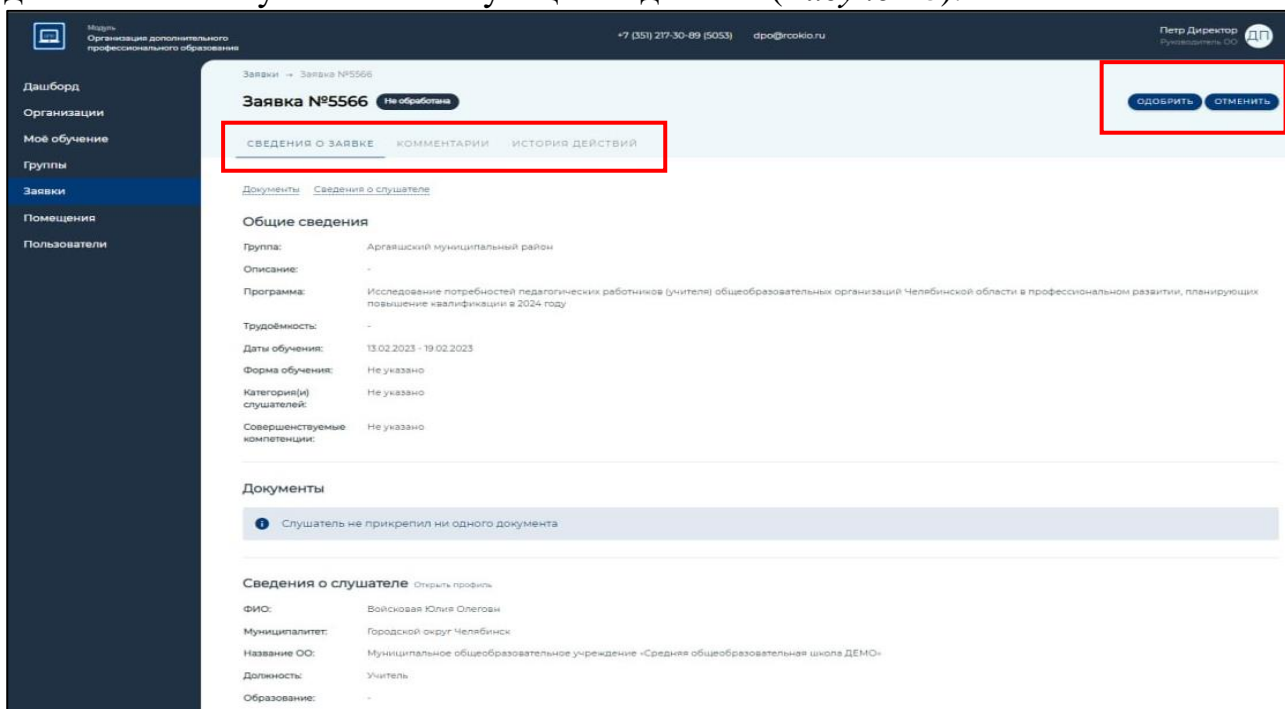 Модуль
Организация дополнительного
профессионального образования
+7 (351) 217-30-89 (5053) dpo@rcokio.ru
Петр Директор
Руководитель ОО
ДП
Дашборд
Организации
Моё обучение
Группы
Заявки
Помещения
Пользователи
Заявки → Заявка №5566
Заявка №5566 Не обработана
ОДОБРИТЬ ОТМЕНИТЬ
СВЕДЕНИЯ О ЗАЯВКЕ КОММЕНТАРИИ ИСТОРИЯ ДЕЙСТВИЙ
Документы Сведения о слушателе
Общие сведения
Группа: Аргаяшский муниципальный район
Описание: -
Программа: Исследование потребностей педагогических работников (учителя) общеобразовательных организаций Челябинской области в профессиональном развитии, планирующих
повышение квалификации в 2024 году
Трудоёмкость: -
Даты обучения: 13.02.2023 - 19.02.2023
Форма обучения: Не указано
Категория(и) Не указано
слушателей:
Совершенствуемые Не указано
компетенции:
Документы
Слушатель не прикрепил ни одного документа
Сведения о слушателе Открыть профиль
ФИО: Войсковая Юлия Олеговн
Муниципалитет: Городской округ Челябинск
Название ОО: Муниципальное общеобразовательное учреждение «Средняя общеобразовательная школа ДЕМО»
Должность: Учитель
Образование: -